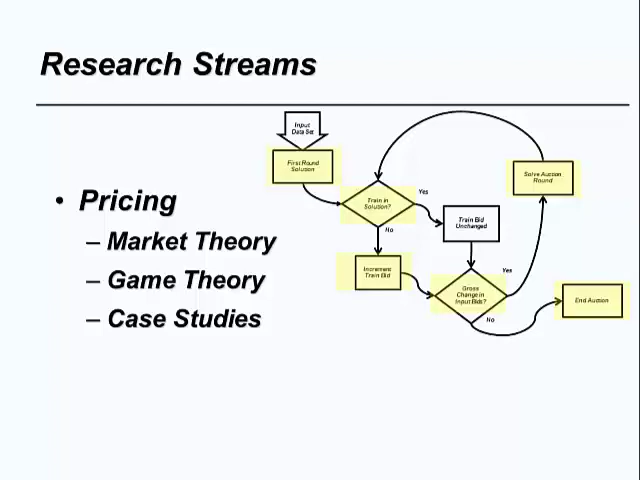 Research Streams
Input
Data Set
First Round
Solution
Solve Auction
Round
• Pricing
– Market Theory
– Game Theory
– Case Studies
Train in
Solution?
Yes
No
Train Bid
Unchanged
Increment
Train Bid
Gross
Change in
Input Bids?
Yes
No
End Auction